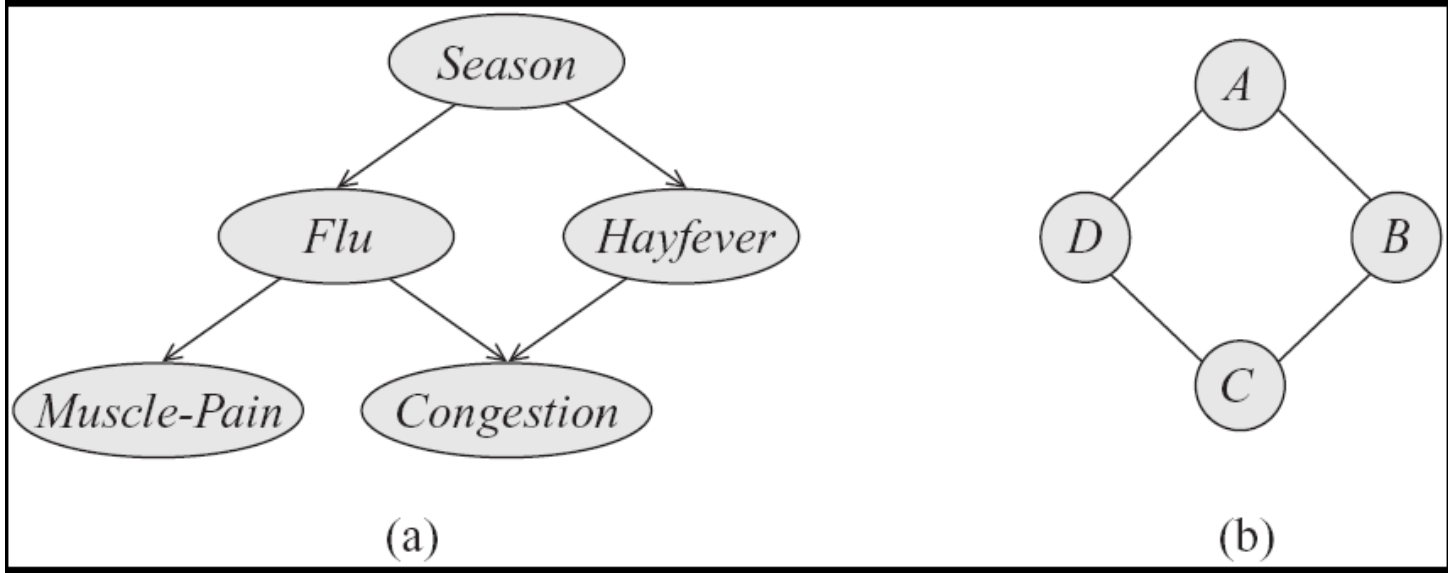 Season
A
Flu
Hayfever
D
B
Muscle-Pain
Congestion
C
(a)
(b)